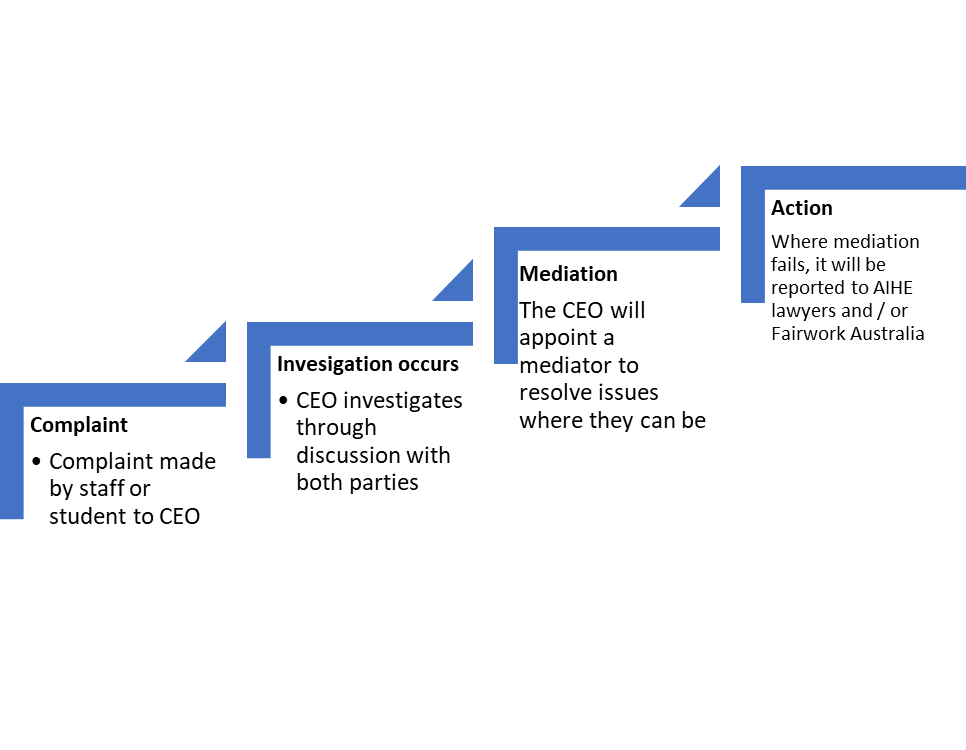 Complaint
• Complaint made
by staff or
student to CEO
Invesigation occurs
• CEO investigates
through
discussion with
both parties
Mediation
The CEO will
appoint a
mediator to
resolve issues
where they can be
Action
Where mediation
fails, it will be
reported to AIHE
lawyers and / or
Fairwork Australia